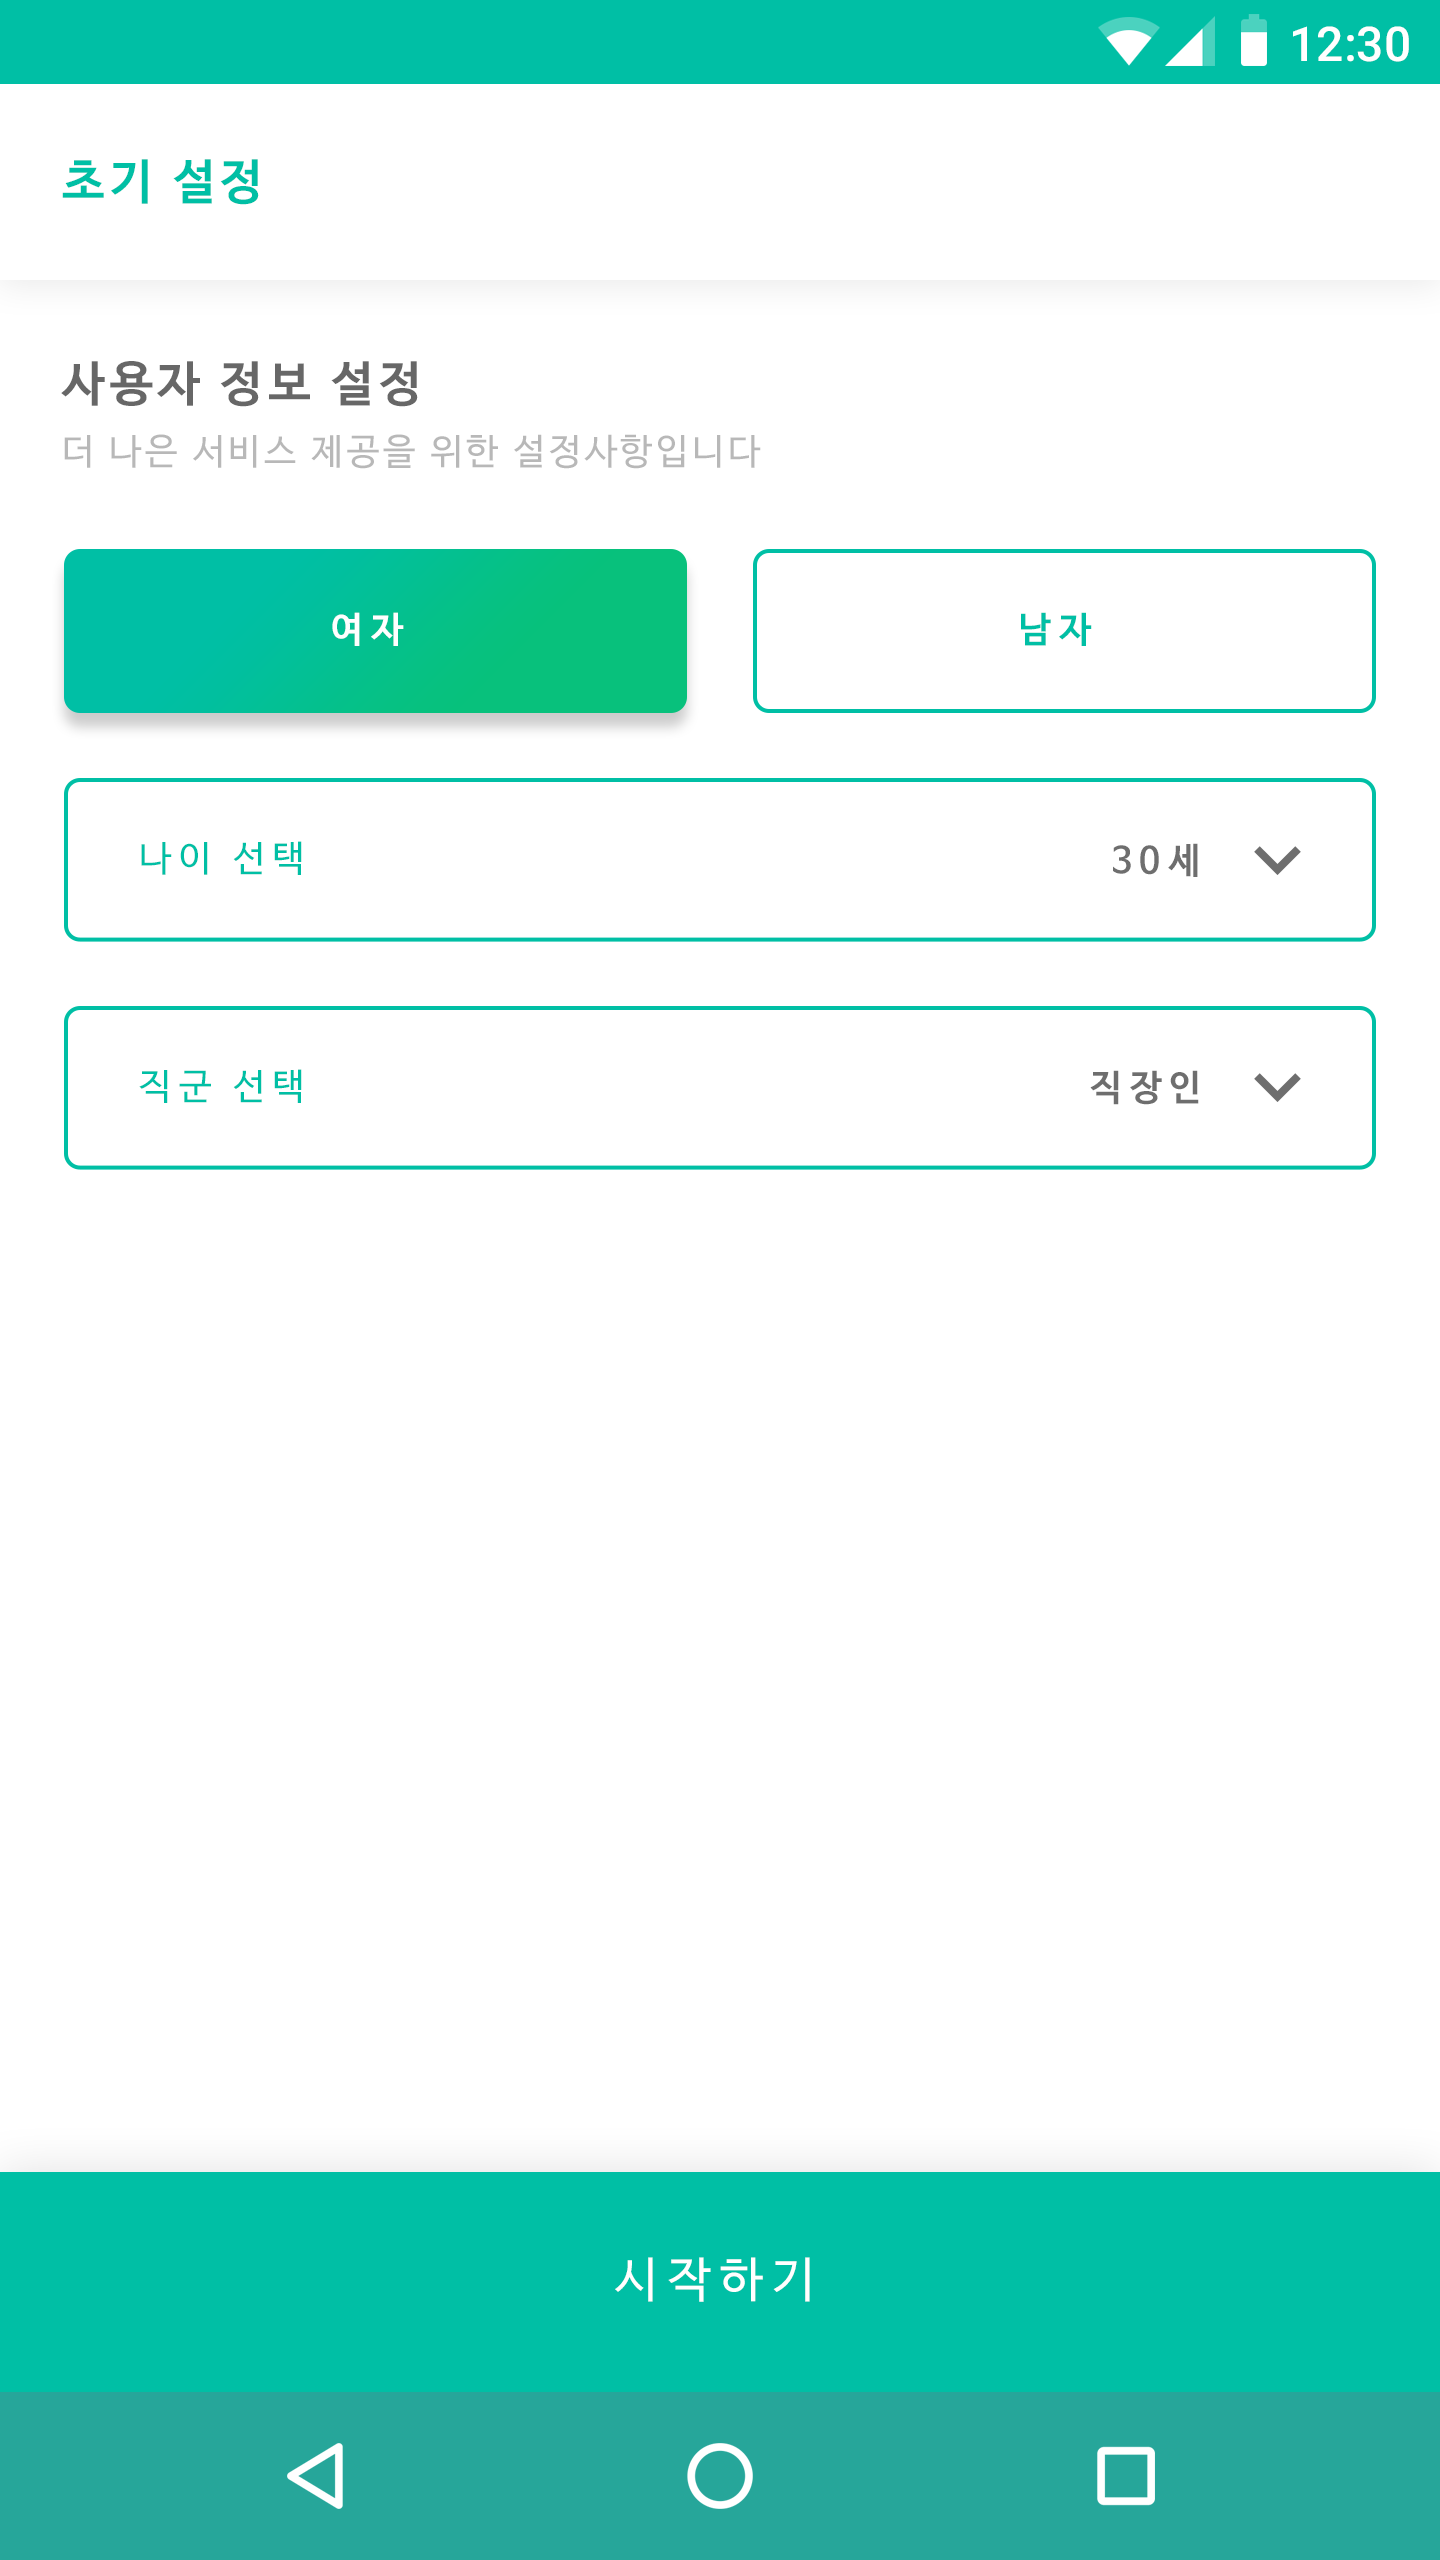 12:30
초기 설정
사용자 정보 설정
더 나은 서비스 제공을 위한 설정사항입니다
여자
남자
나이 선택
30세
직군 선택
직장인
시작하기